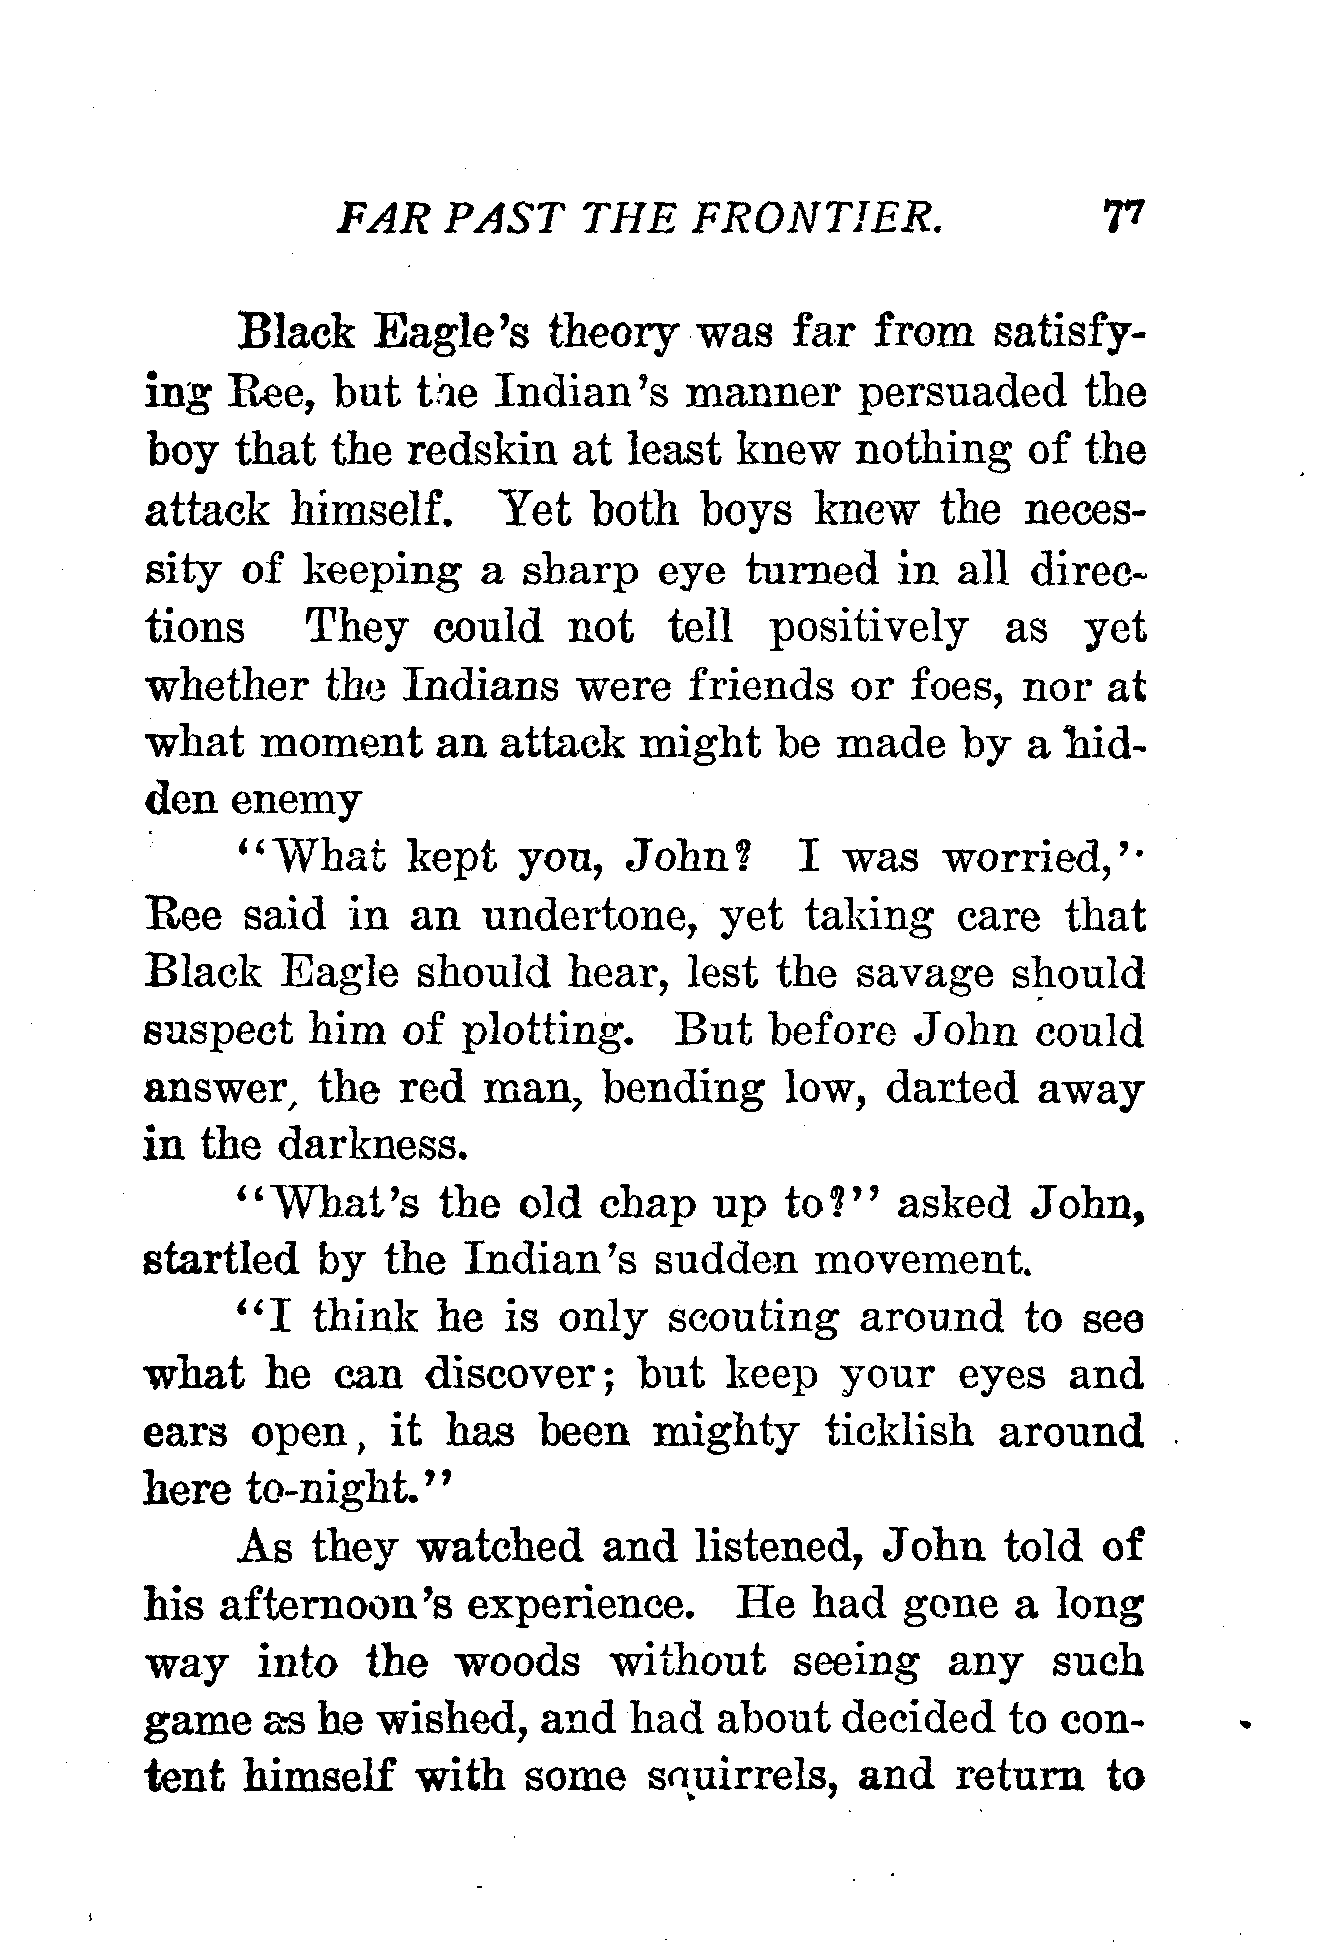 FAR PAST THE FRONTIER. 77
Black Eagle's theory was far from satisfy-
ing Ree, but the Indian's manner persuaded the
boy that the redskin at least knew nothing of the
attack himself. Yet both boys knew the neces-
sity of keeping a sharp eye turned in all direc-
tions They could not tell positively as yet
whether the Indians were friends or foes, nor at
what moment an attack might be made by a hid-
den enemy
"What kept you, John? I was worried,"
Ree said in an undertone, yet taking care that
Black Eagle should hear, lest the savage should
suspect him of plotting. But before John could
answer, the red man, bending low, darted away
in the darkness.
"What's the old chap up to?" asked John,
startled by the Indian's sudden movement.
"I think he is only scouting around to see
what he can discover; but keep your eyes and
ears open, it has been mighty ticklish around
here to-night."
As they watched and listened, John told of
his afternoon's experience. He had gone a long
way into the woods without seeing any such
game as he wished, and had about decided to con-
tent himself with some squirrels, and return to